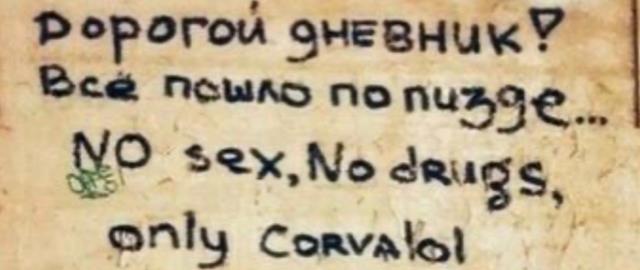 Дорогой дневник!
Всё пошло по пизде...
NO sex, No drugs,
only CORVAlol